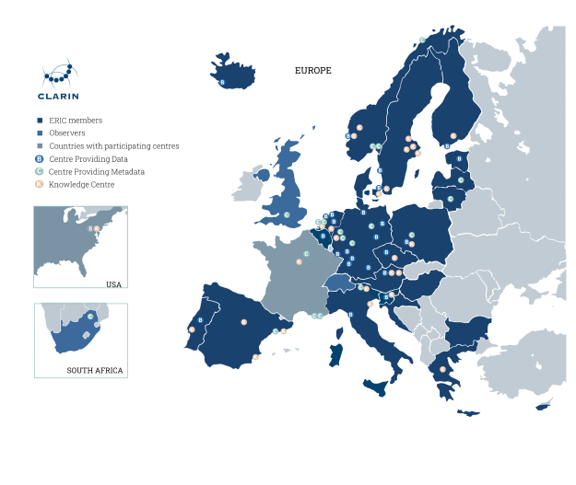 EUROPE
CLARIN
ERIC members
Observers
Countries with participating centres
B Centre Providing Data
C Centre Providing Metadata
K Knowledge Centre
USA
SOUTH AFRICA